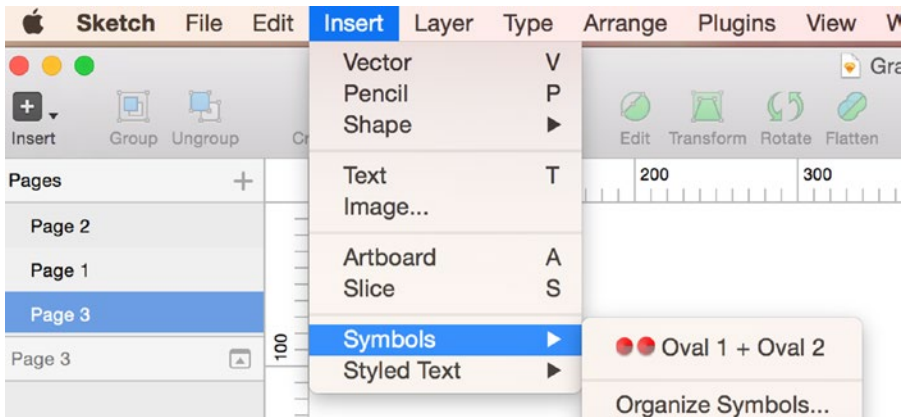 Sketch File Edit Insert Layer Type Arrange Plugins View
Gra
Insert Group Ungroup Cr Edit Transform Rotate Flatten
Vector V
Pencil P
Shape
Text T
Image...
Artboard A
Slice S
Symbols
Styled Text
Oval 1 + Oval 2
Organize Symbols...
Pages
Page 2
Page 1
Page 3
Page 3
200 300
100